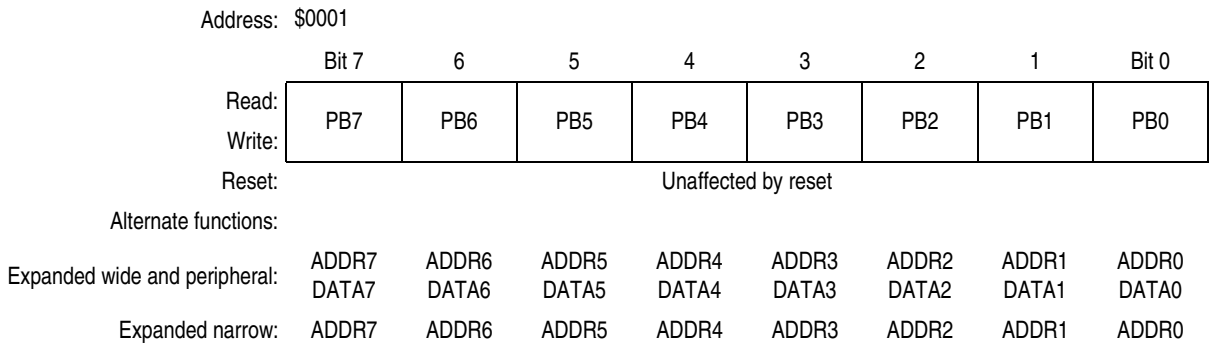 Address: $0001
Bit 7 6 5 4 3 2 1 Bit 0
Read:
PB7 PB6 PB5 PB4 PB3 PB2 PB1 PB0
Write:
Reset: Unaffected by reset
Alternate functions:
Expanded wide and peripheral: ADDR7 ADDR6 ADDR5 ADDR4 ADDR3 ADDR2 ADDR1 ADDR0
DATA7 DATA6 DATA5 DATA4 DATA3 DATA2 DATA1 DATA0
Expanded narrow: ADDR7 ADDR6 ADDR5 ADDR4 ADDR3 ADDR2 ADDR1 ADDR0